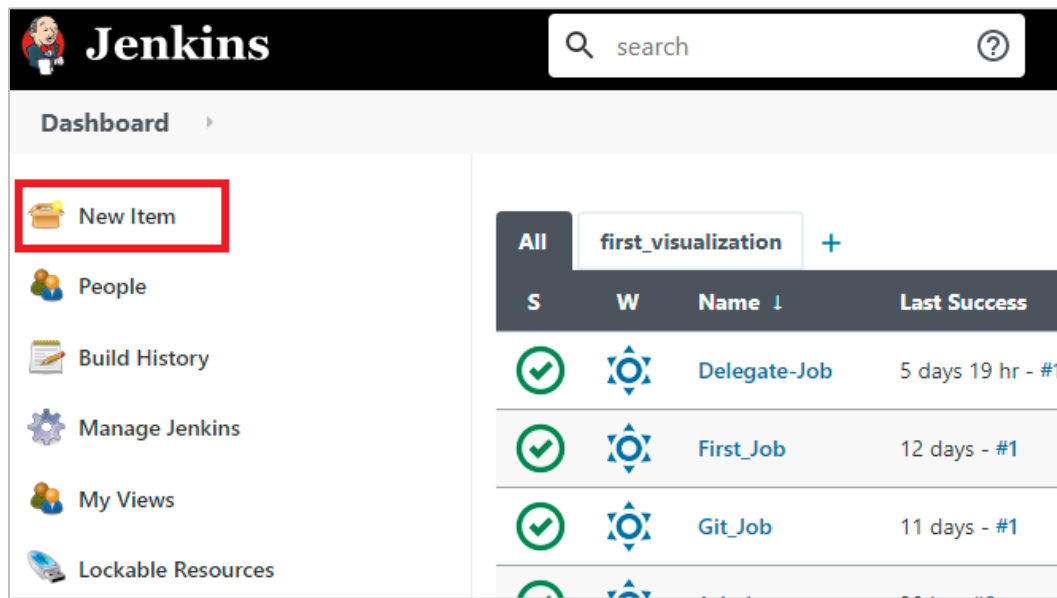 Jenkins
search
Dashboard
New Item
People
Build History
Manage Jenkins
My Views
Lockable Resources
All first_visualization +
S W Name ↓ Last Success
Delegate-Job 5 days 19 hr - #1
First_Job 12 days - #1
Git_Job 11 days - #1